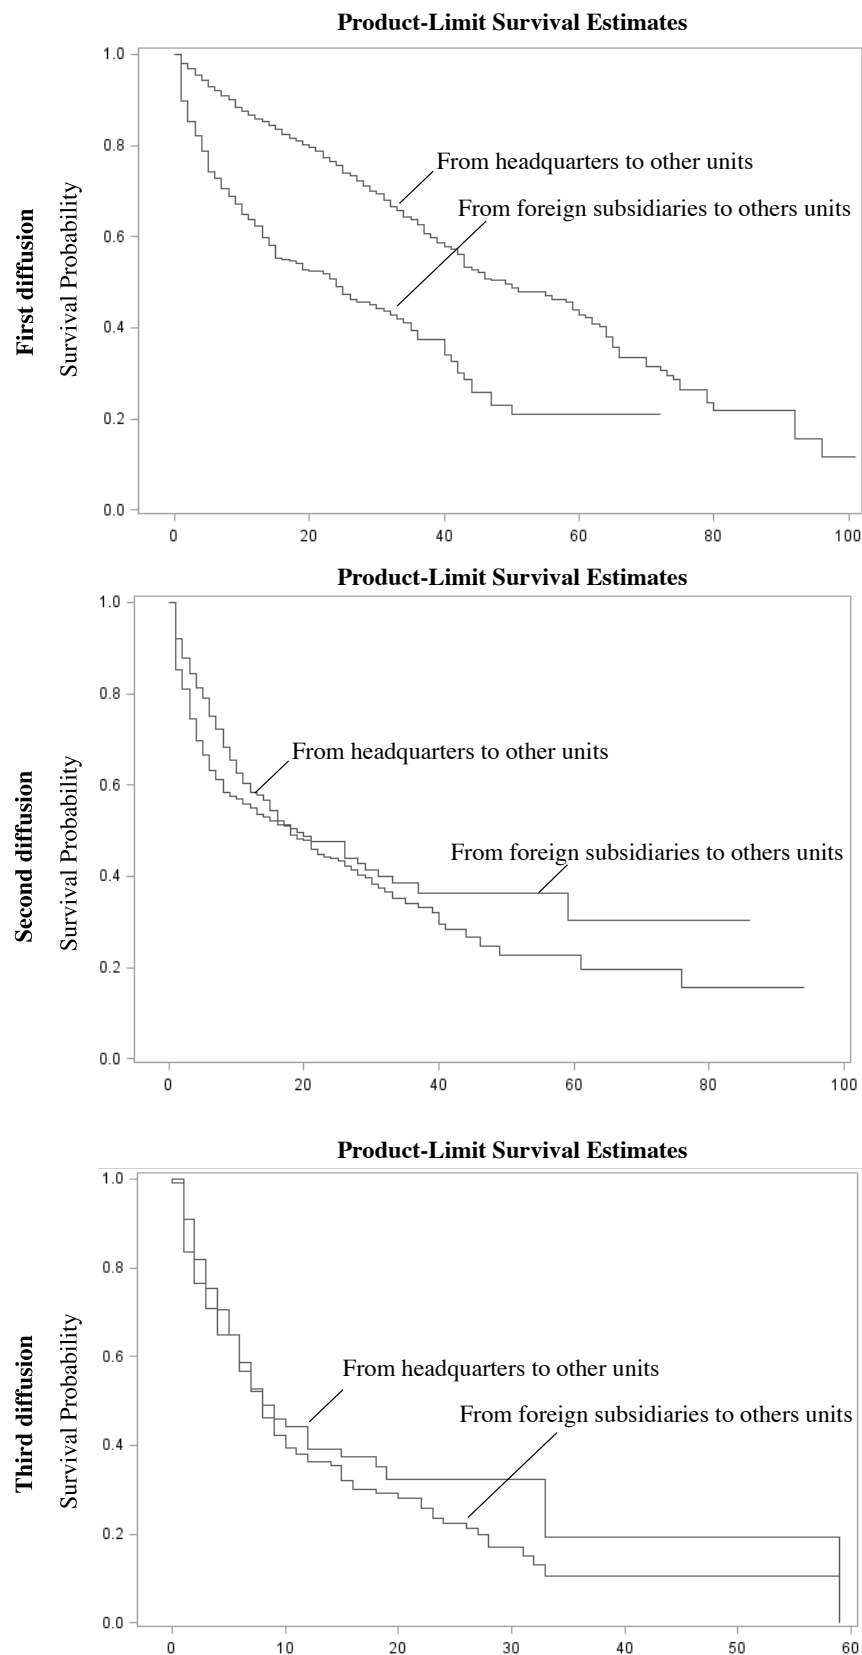 Product-Limit Survival Estimates
First diffusion
Survival Probability
1.0
0.8
0.6
0.4
0.2
0.0
From headquarters to other units
From foreign subsidiaries to others units
0 20 40 60 80 100
Product-Limit Survival Estimates
Second diffusion
Survival Probability
1.0
0.8
0.6
0.4
0.2
0.0
From headquarters to other units
From foreign subsidiaries to others units
0 20 40 60 80 100
Product-Limit Survival Estimates
Third diffusion
Survival Probability
1.0
0.8
0.6
0.4
0.2
0.0
From headquarters to other units
From foreign subsidiaries to others units
0 10 20 30 40 50 60